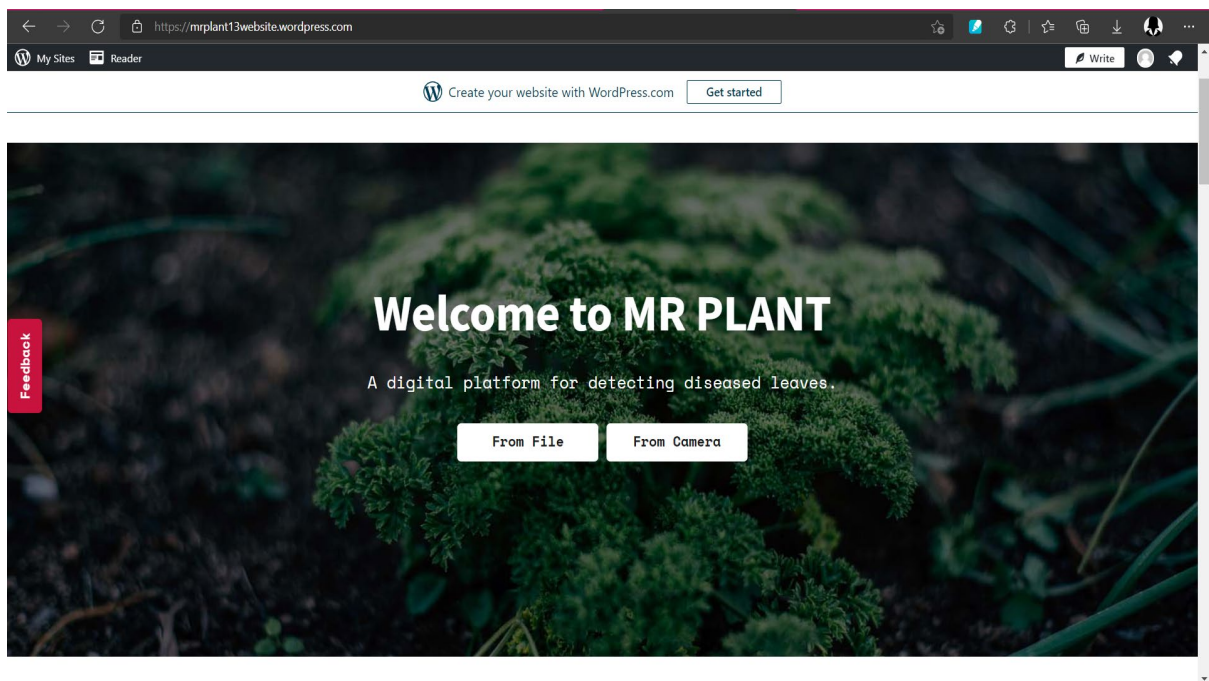 https://mrplant13website.wordpress.com
My Sites Reader Write
Create your website with WordPress.com Get started
Welcome to MR PLANT
Feedback
A digital platform for detecting diseased leaves.
From File From Camera